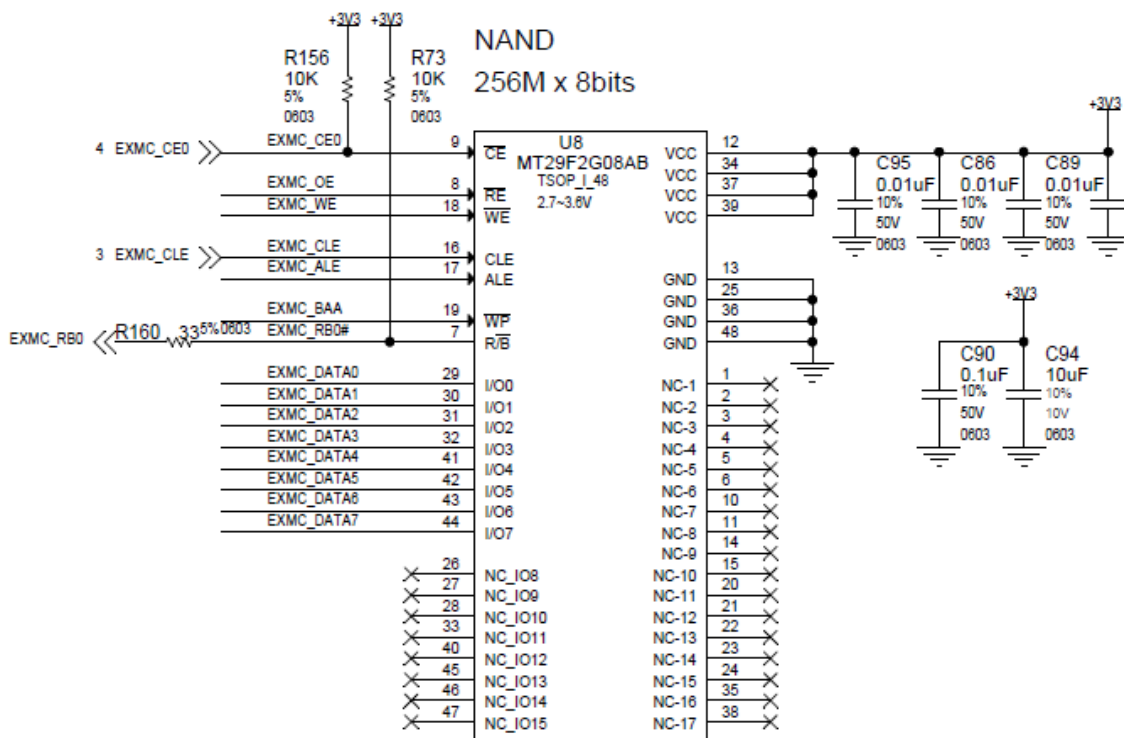 +3V3 +3V3
NAND
256M x 8bits
R156
10K
5%
0603
R73
10K
5%
0603
+3V3
U8
MT29F2G08AB
TSOP_I_48
2.7~3.6V
4 EXMC_CE0 EXMC_CE0 9 CE
EXMC_OE 8 RE
EXMC_WE 18 WE
3 EXMC_CLE EXMC_CLE 16 CLE
EXMC_ALE 17 ALE
EXMC_BAA 19 WP
EXMC_RB0 R160 33 5% 0603 EXMC_RB0# 7 R/B
EXMC_DATA0 29 I/O0
EXMC_DATA1 30 I/O1
EXMC_DATA2 31 I/O2
EXMC_DATA3 32 I/O3
EXMC_DATA4 41 I/O4
EXMC_DATA5 42 I/O5
EXMC_DATA6 43 I/O6
EXMC_DATA7 44 I/O7
26 NC_IO8
27 NC_IO9
28 NC_IO10
33 NC_IO11
40 NC_IO12
45 NC_IO13
46 NC_IO14
47 NC_IO15
VCC 12
VCC 34
VCC 37
VCC 39
GND 13
GND 25
GND 36
GND 48
NC-1 1
NC-2 2
NC-3 3
NC-4 4
NC-5 5
NC-6 6
NC-7 10
NC-8 11
NC-9 14
NC-10 15
NC-11 20
NC-12 21
NC-13 22
NC-14 23
NC-15 24
NC-16 35
NC-17 38
C95
0.01uF
10%
50V
0603
C86
0.01uF
10%
50V
0603
C89
0.01uF
10%
50V
0603
+3V3
C90
0.1uF
10%
50V
0603
C94
10uF
10%
10V
0603